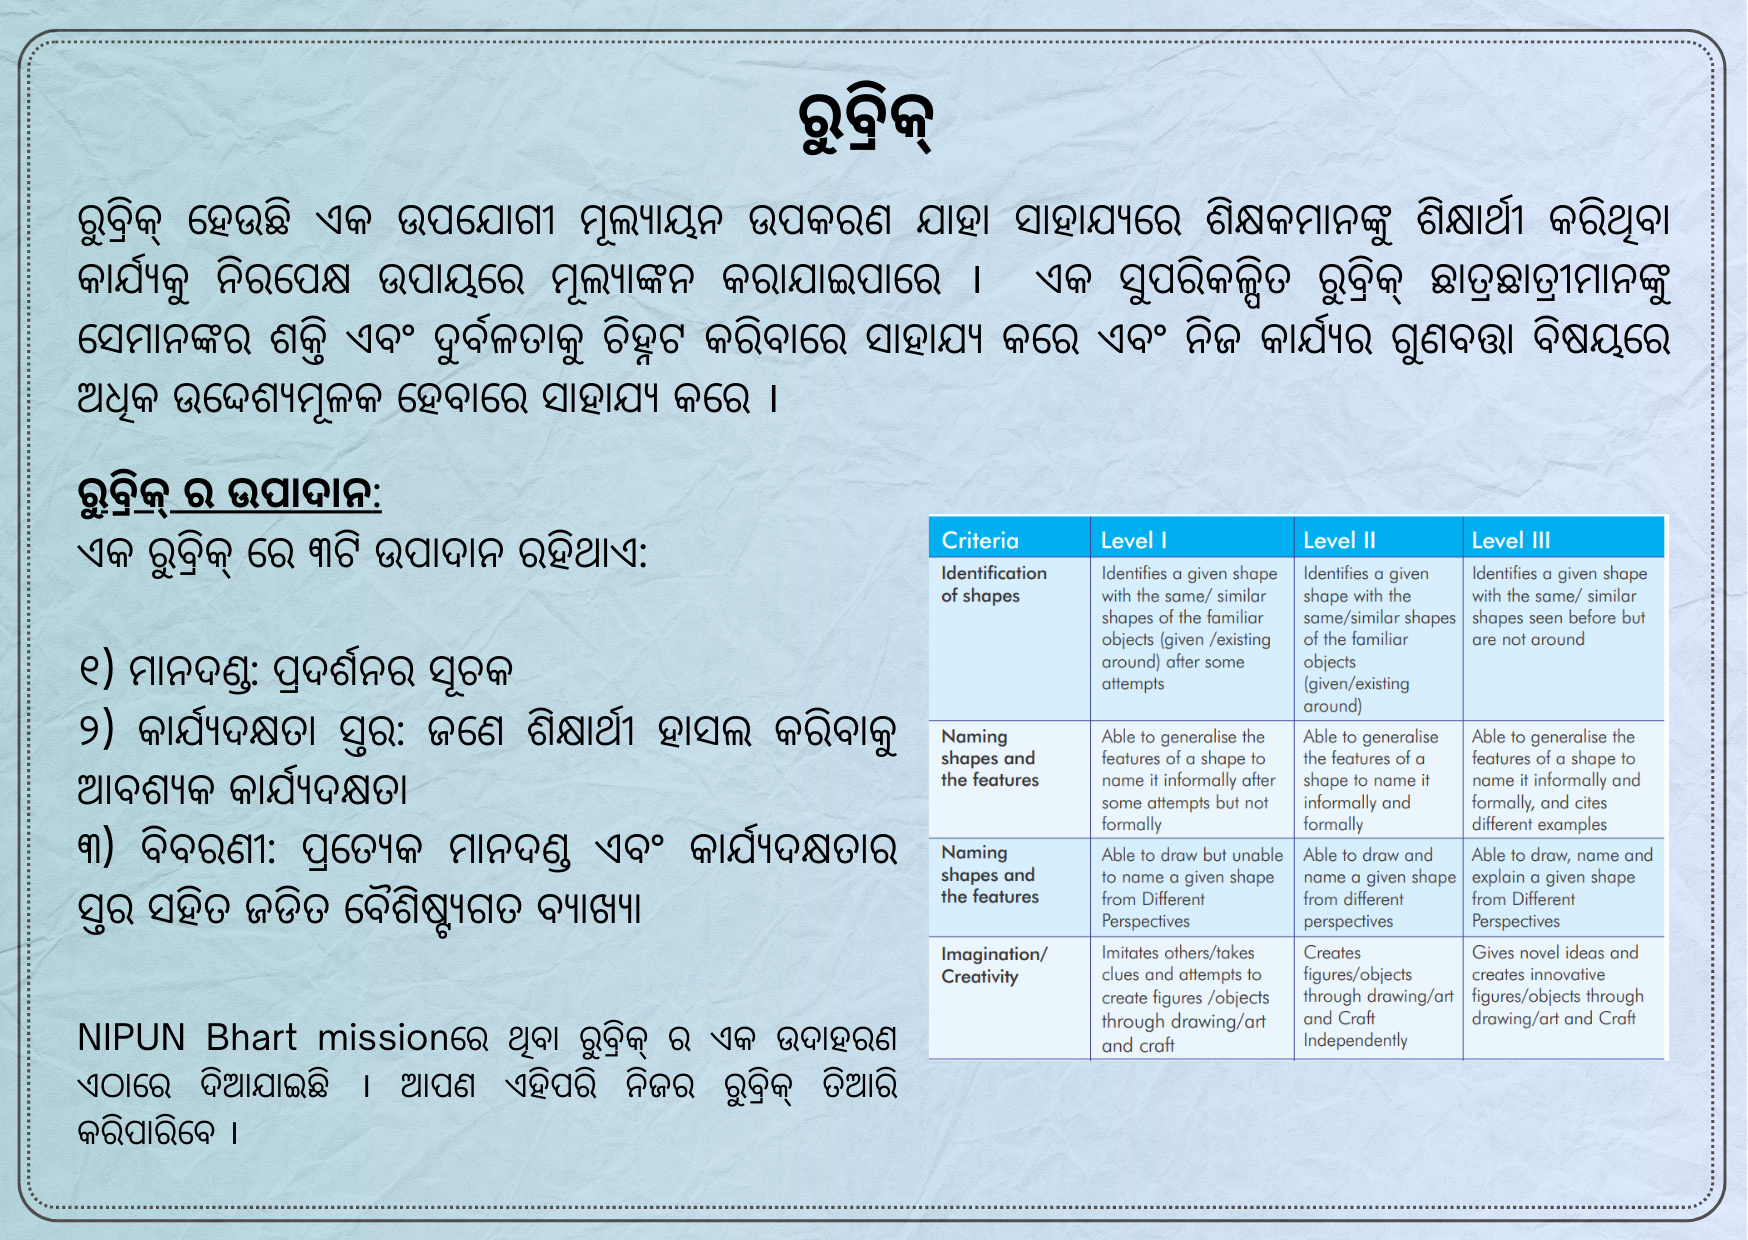 ରୁବ୍ରିକ୍
ରୁବ୍ରିକ୍ ହେଉଛି ଏକ ଉପଯୋଗୀ ମୂଲ୍ୟାୟନ ଉପକରଣ ଯାହା ସାହାଯ୍ୟରେ ଶିକ୍ଷକମାନଙ୍କୁ ଶିକ୍ଷାର୍ଥୀ କରିଥିବା
କାର୍ଯ୍ୟକୁ ନିରପେକ୍ଷ ଉପାୟରେ ମୂଲ୍ୟାଙ୍କନ କରାଯାଇପାରେ । ଏକ ସୁପରିକଳ୍ପିତ ରୁବ୍ରିକ୍ ଛାତ୍ରଛାତ୍ରୀମାନଙ୍କୁ
ସେମାନଙ୍କର ଶକ୍ତି ଏବଂ ଦୁର୍ବଳତାକୁ ଚିହ୍ନଟ କରିବାରେ ସାହାଯ୍ୟ କରେ ଏବଂ ନିଜ କାର୍ଯ୍ୟର ଗୁଣବତ୍ତା ବିଷୟରେ
ଅଧିକ ଉଦ୍ଦେଶ୍ୟମୂଳକ ହେବାରେ ସାହାଯ୍ୟ କରେ ।
ରୁବ୍ରିକ୍ ର ଉପାଦାନ:
ଏକ ରୁବ୍ରିକ୍ ରେ ୩ଟି ଉପାଦାନ ରହିଥାଏ:
୧) ମାନଦଣ୍ଡ: ପ୍ରଦର୍ଶନର ସୂଚକ
୨) କାର୍ଯ୍ୟଦକ୍ଷତା ସ୍ତର: ଜଣେ ଶିକ୍ଷାର୍ଥୀ ହାସଲ କରିବାକୁ
ଆବଶ୍ୟକ କାର୍ଯ୍ୟଦକ୍ଷତା
୩) ବିବରଣୀ: ପ୍ରତ୍ୟେକ ମାନଦଣ୍ଡ ଏବଂ କାର୍ଯ୍ୟଦକ୍ଷତାର
ସ୍ତର ସହିତ ଜଡିତ ବୈଶିଷ୍ଟ୍ୟଗତ ବ୍ୟାଖ୍ୟା
NIPUN Bhart missionରେ ଥିବା ରୁବ୍ରିକ୍ ର ଏକ ଉଦାହରଣ
ଏଠାରେ ଦିଆଯାଇଛି । ଆପଣ ଏହିପରି ନିଜର ରୁବ୍ରିକ୍ ତିଆରି
କରିପାରିବେ ।
Criteria Level I Level II Level III
Identification
of shapes
Identifies a given shape
with the same/ similar
shapes of the familiar
objects (given /existing
around) after some
attempts
Identifies a given
shape with the
same/similar shapes
of the familiar
objects
(given/existing
around)
Identifies a given shape
with the same/ similar
shapes seen before but
are not around
Naming
shapes and
the features
Able to generalise the
features of a shape to
name it informally after
some attempts but not
formally
Able to generalise
the features of a
shape to name it
informally and
formally
Able to generalise the
features of a shape to
name it informally and
formally, and cites
different examples
Naming
shapes and
the features
Able to draw but unable
to name a given shape
from Different
Perspectives
Able to draw and
name a given shape
from different
perspectives
Able to draw, name and
explain a given shape
from Different
Perspectives
Imagination/
Creativity
Imitates others/takes
clues and attempts to
create figures /objects
through drawing/art
and craft
Creates
figures/objects
through drawing/art
and Craft
Independently
Gives novel ideas and
creates innovative
figures/objects through
drawing/art and Craft